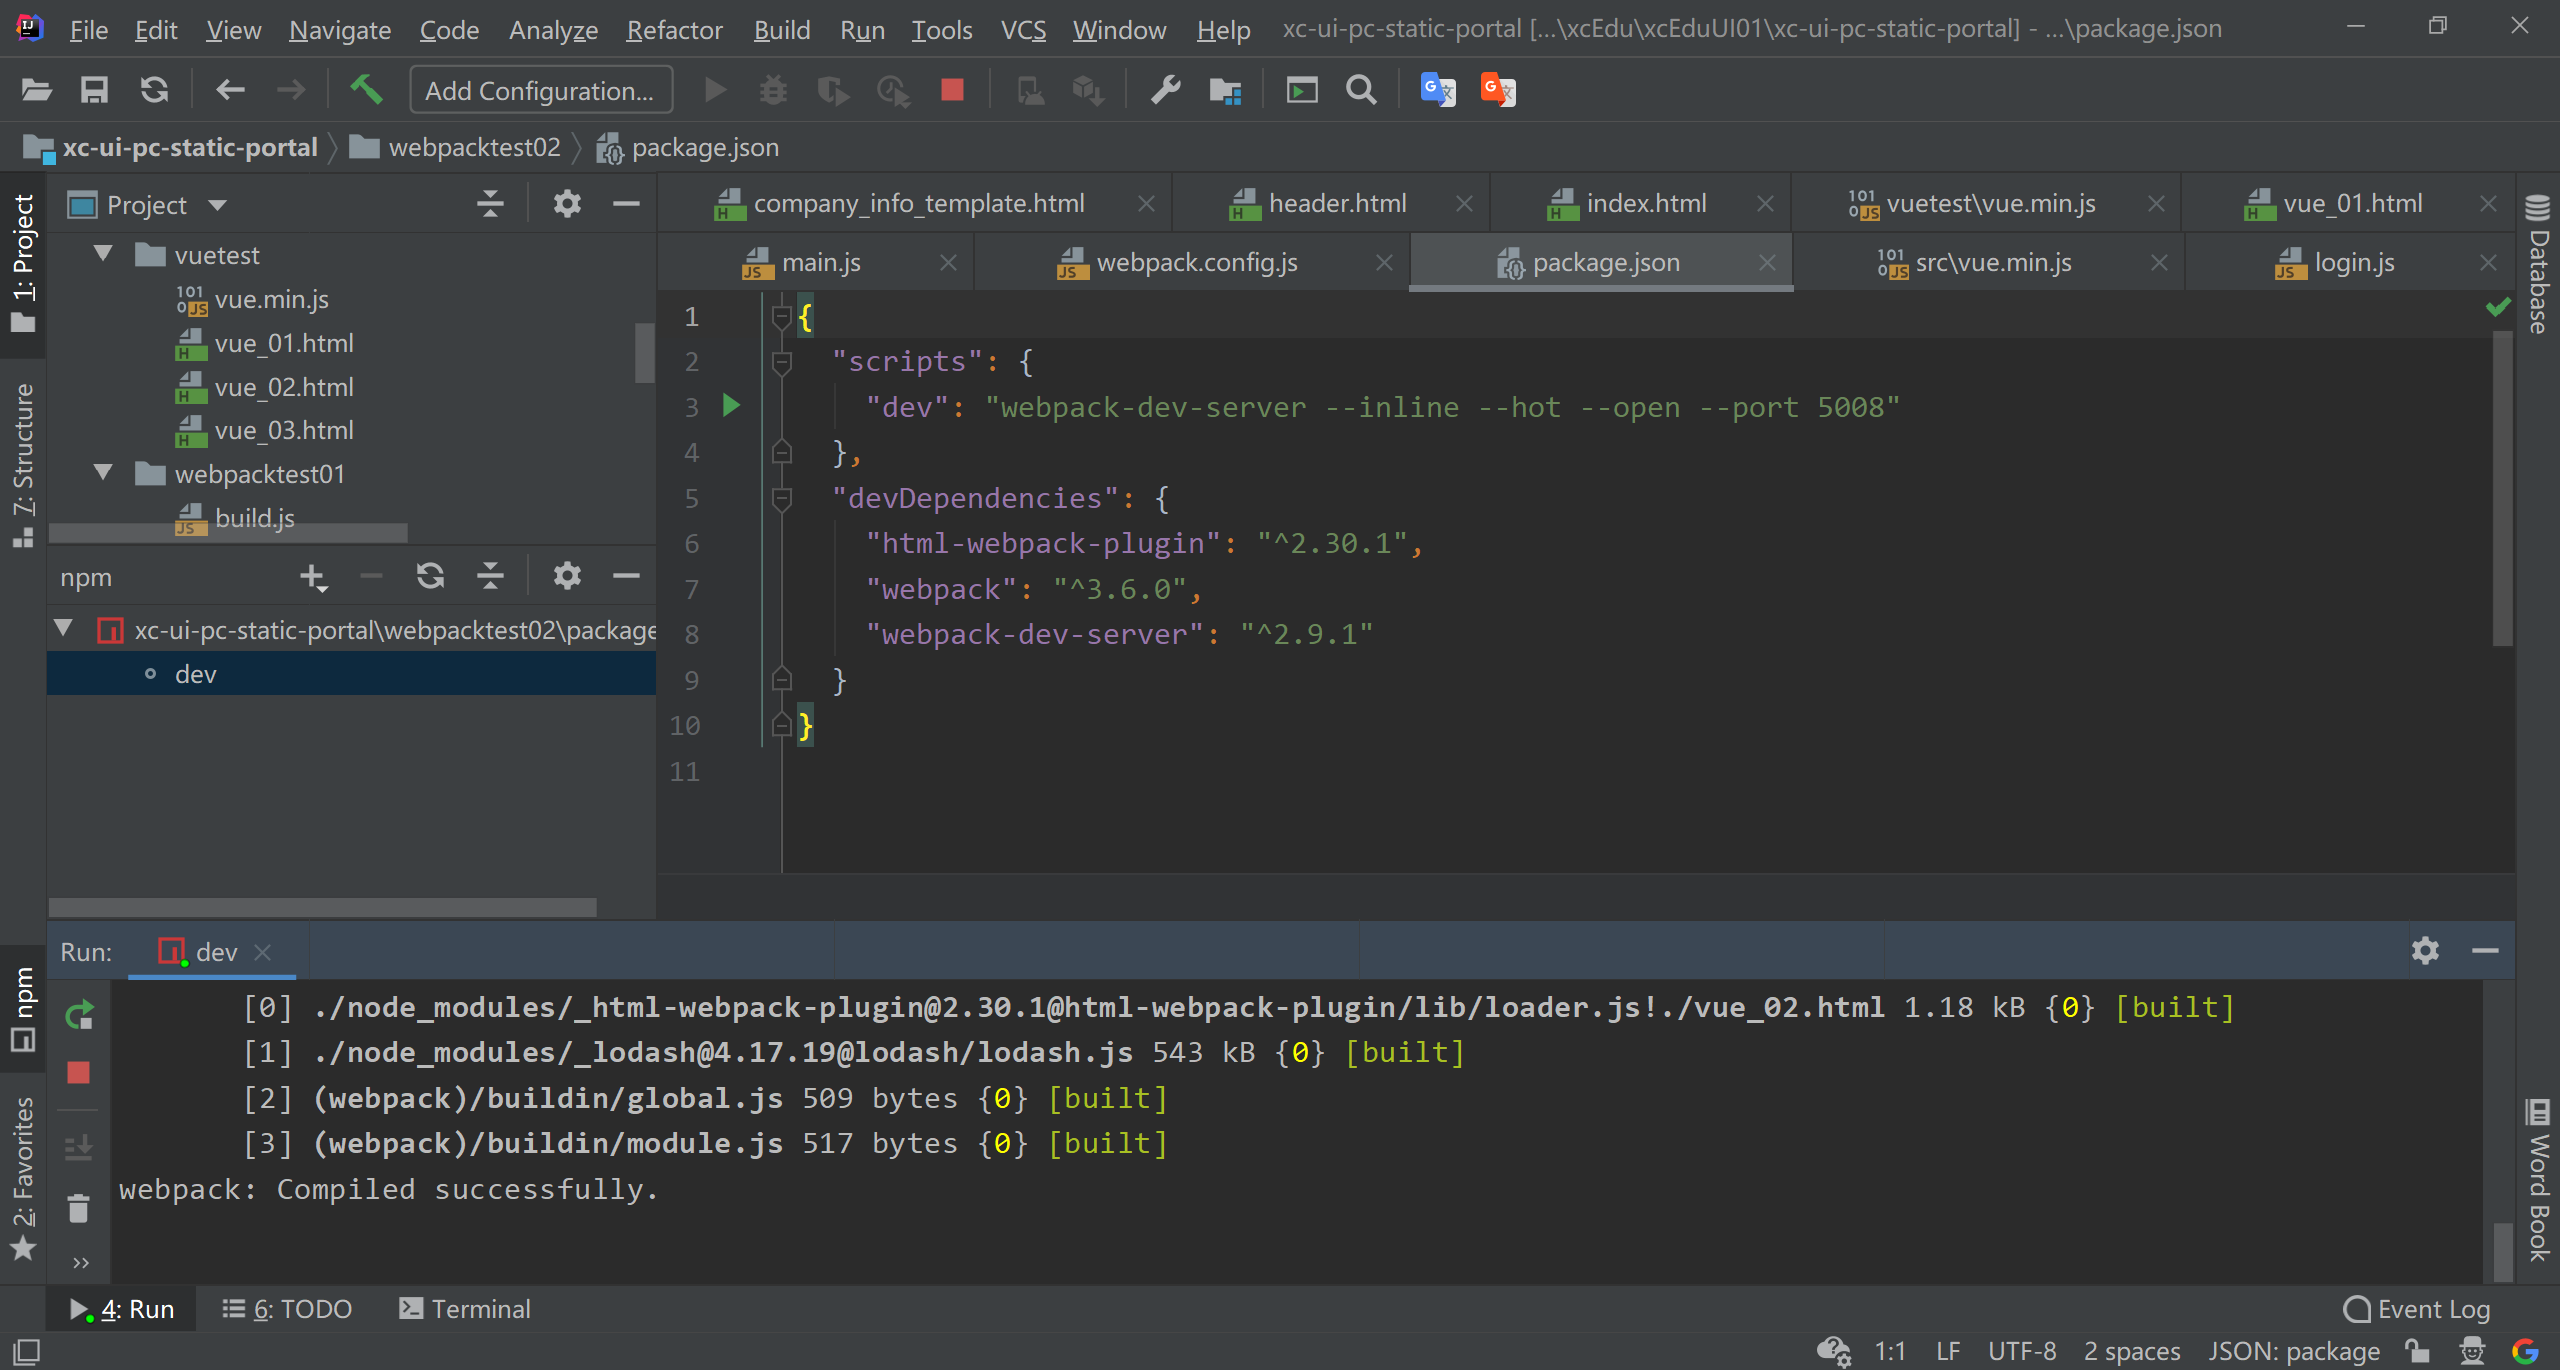 File Edit View Navigate Code Analyze Refactor Build Run Tools VCS Window Help xc-ui-pc-static-portal [...\xcEdu\xcEduUI01\xc-ui-pc-static-portal] - ...\package.json
Add Configuration...
xc-ui-pc-static-portal webpacktest02 package.json
1: Project
7: Structure
npm
2: Favorites
Project
vuetest
vue.min.js
vue_01.html
vue_02.html
vue_03.html
webpacktest01
build.js
npm
xc-ui-pc-static-portal\webpacktest02\package
dev
company_info_template.html header.html index.html vuetest\vue.min.js vue_01.html
main.js webpack.config.js package.json src\vue.min.js login.js
1 {
2 "scripts": {
3 "dev": "webpack-dev-server --inline --hot --open --port 5008"
4 },
5 "devDependencies": {
6 "html-webpack-plugin": "^2.30.1",
7 "webpack": "^3.6.0",
8 "webpack-dev-server": "^2.9.1"
9 }
10 }
11
Database
Word Book
Run: dev
[0] ./node_modules/_html-webpack-plugin@2.30.1@html-webpack-plugin/lib/loader.js!./vue_02.html 1.18 kB {0} [built]
[1] ./node_modules/_lodash@4.17.19@lodash/lodash.js 543 kB {0} [built]
[2] (webpack)/buildin/global.js 509 bytes {0} [built]
[3] (webpack)/buildin/module.js 517 bytes {0} [built]
webpack: Compiled successfully.
4: Run 6: TODO Terminal Event Log
1:1 LF UTF-8 2 spaces JSON: package